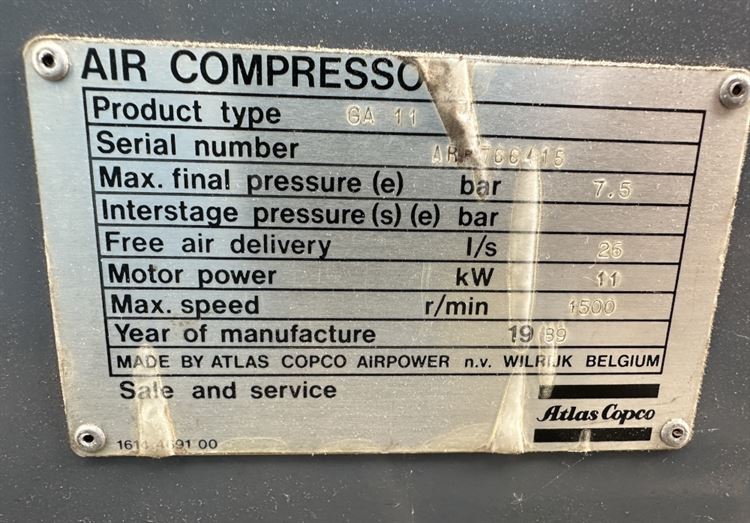 AIR COMPRESSO
Product type GA 11
Serial number
Max. final pressure (e) bar 7.5
Interstage pressure (s) (e) bar
Free air delivery l/s 26
Motor power kW 11
Max. speed r/min 1500
Year of manufacture 19 89
MADE BY ATLAS COPCO AIRPOWER n.v. WILRIJK BELGIUM
Sale and service
Atlas Copco